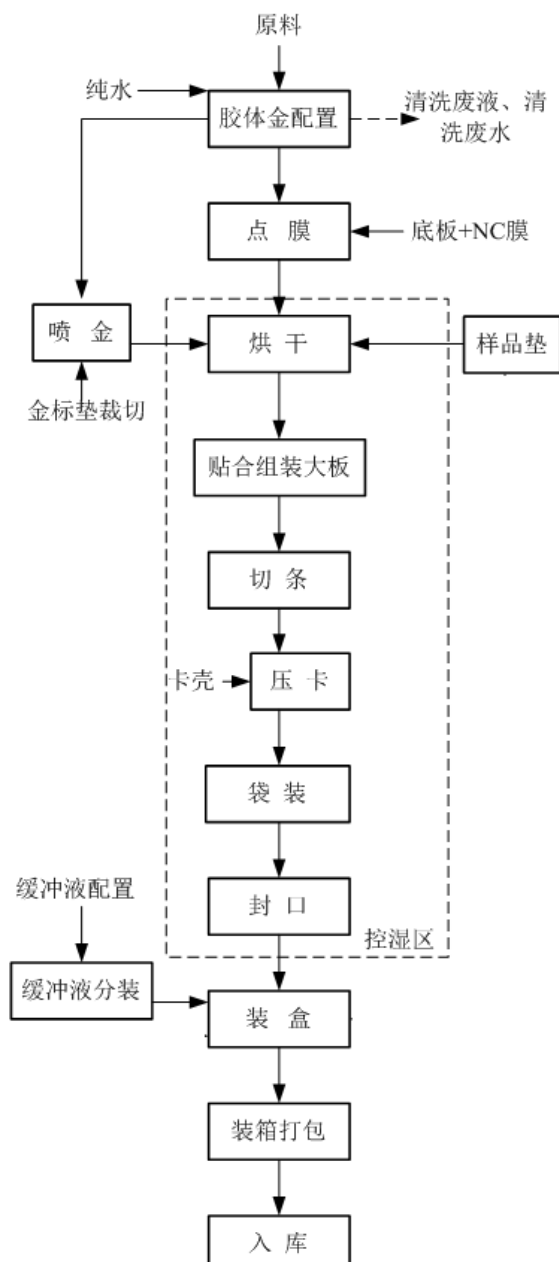 原料
纯水
胶体金配置
清洗废液、清
洗废水
点 膜
底板+NC膜
喷 金
烘 干
样品垫
金标垫裁切
贴合组装大板
切 条
卡壳
压 卡
袋 装
缓冲液配置
封 口
控湿区
缓冲液分装
装 盒
装箱打包
入 库